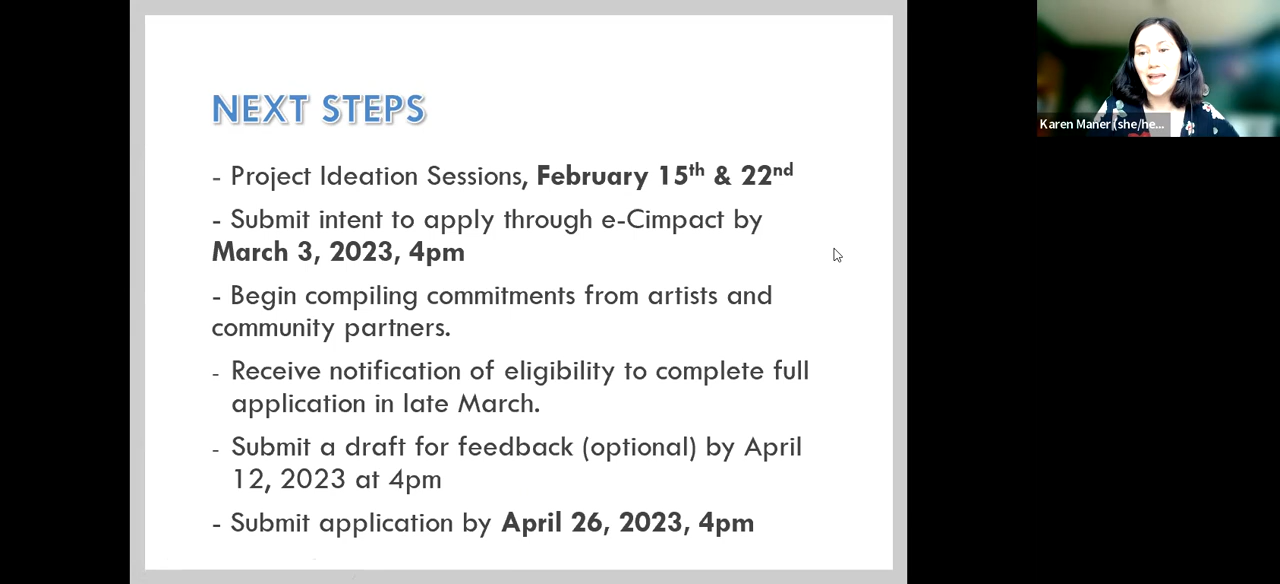 NEXT STEPS
- Project Ideation Sessions, February 15th & 22nd
- Submit intent to apply through e-Cimpact by
March 3, 2023, 4pm
- Begin compiling commitments from artists and
community partners.
- Receive notification of eligibility to complete full
application in late March.
- Submit a draft for feedback (optional) by April
12, 2023 at 4pm
- Submit application by April 26, 2023, 4pm
Karen Maner (she/he...